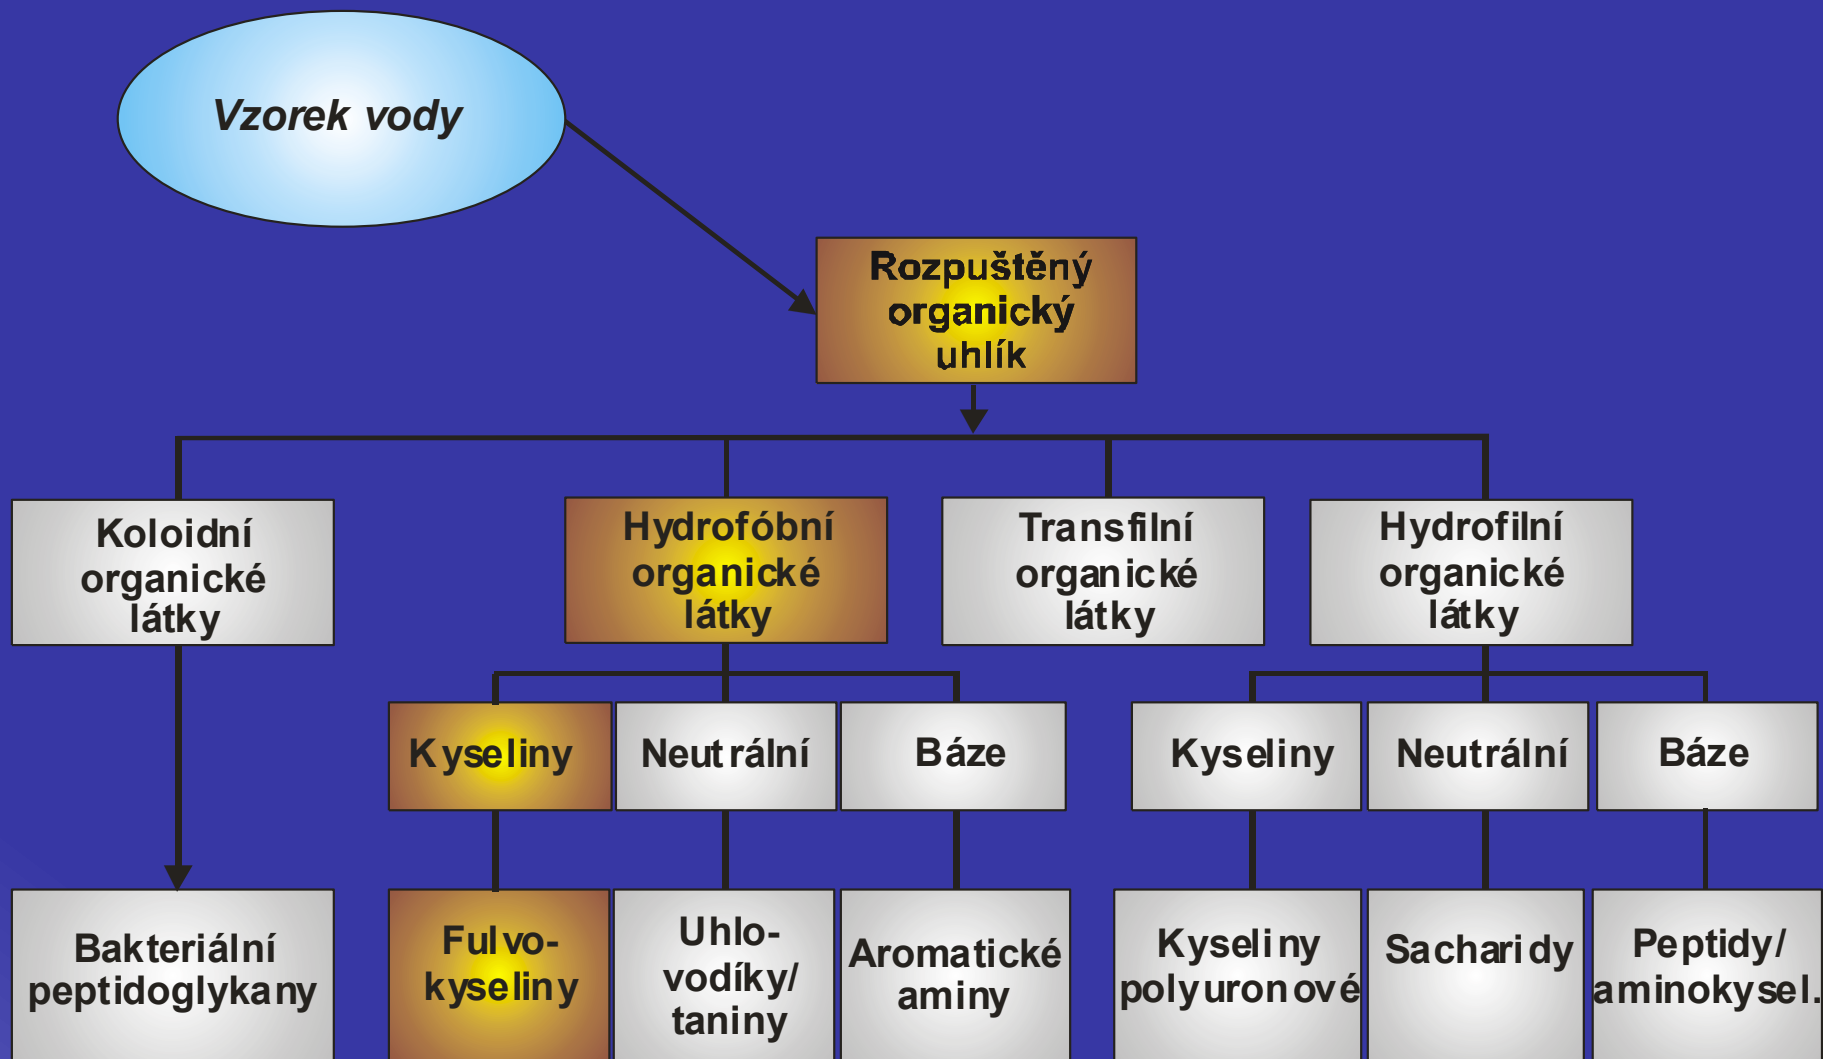 Vzorek vody
Rozpuštěný
organický
uhlík
Koloidní
organické
látky
Hydrofóbní
organické
látky
Transfilní
organické
látky
Hydrofilní
organické
látky
Kyseliny
Neutrální
Báze
Kyseliny
Neutrální
Báze
Bakteriální
peptidoglykany
Fulvo-
kyseliny
Uhlo-
vodíky/
taniny
Aromatické
aminy
Kyseliny
polyuronové
Sacharidy
Peptidy/
aminokysel.